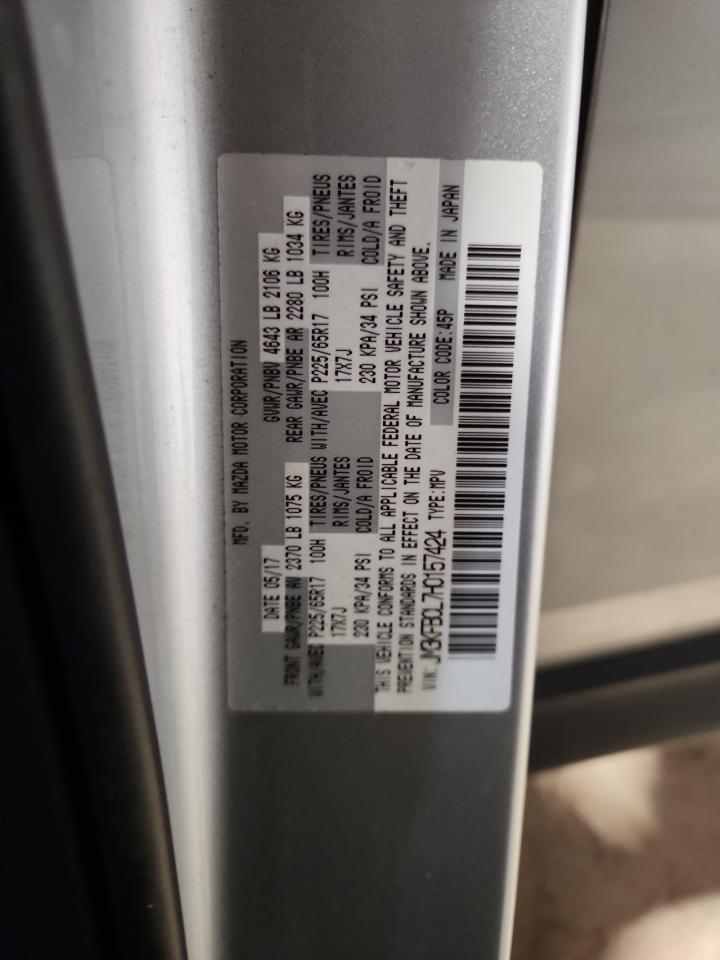 MFD. BY MAZDA MOTOR CORPORATION
DATE 05/17 GVWR/PNBV 4643 LB 2106 KG
FRONT GAWR/PNBE AV 2370 LB 1075 KG REAR GAWR/PNBE AR 2280 LB 1034 KG
WITH/AVEC P225/65R17 100H TIRES/PNEUS WITH/AVEC P225/65R17 100H TIRES/PNEUS
17X7J RIMS/JANTES 17X7J RIMS/JANTES
230 KPA/34 PSI COLD/A FROID 230 KPA/34 PSI COLD/A FROID
THIS VEHICLE CONFORMS TO ALL APPLICABLE FEDERAL MOTOR VEHICLE SAFETY AND THEFT
PREVENTION STANDARDS IN EFFECT ON THE DATE OF MANUFACTURE SHOWN ABOVE.
VIN: JM3KFBCL7H0157424 TYPE:MPV COLOR CODE:45P MADE IN JAPAN